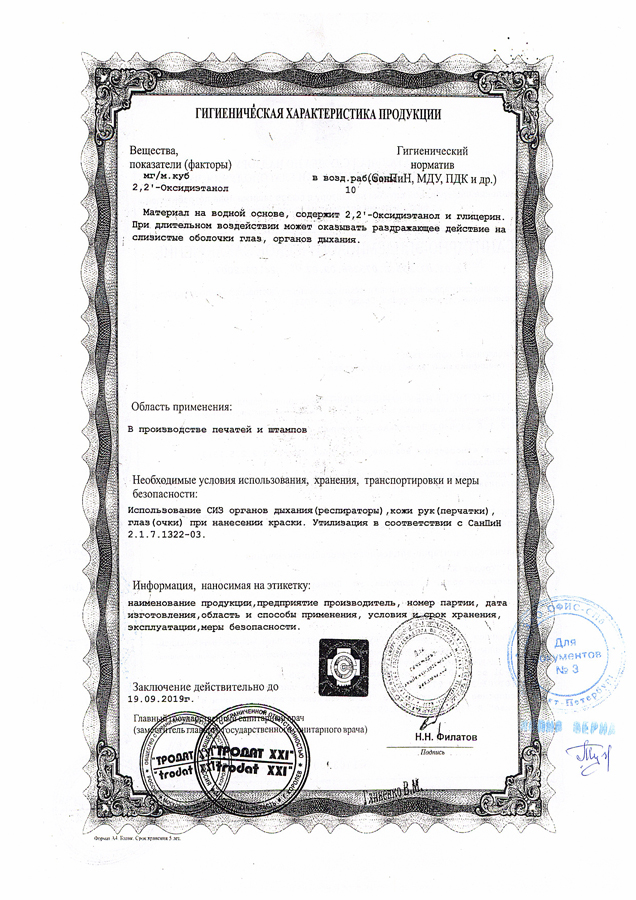 ГИГИЕНИЧЕСКАЯ ХАРАКТЕРИСТИКА ПРОДУКЦИИ
Вещества,
показатели (факторы)
мг/м.куб
2,2'-Оксидиэтанол
Гигиенический
норматив
в возд.раб (СанПиН, МДУ, ПДК и др.)
10
Материал на водной основе, содержит 2,2'-Оксидиэтанол и глицерин.
При длительном воздействии может оказывать раздражающее действие на
слизистые оболочки глаз, органов дыхания.
Область применения:
В производстве печатей и штампов
Необходимые условия использования, хранения, транспортировки и меры
безопасности:
Использование СИЗ органов дыхания(респираторы),кожи рук(перчатки),
глаз(очки) при нанесении краски. Утилизация в соответствии с СанПиН
2.1.7.1322-03.
Информация, наносимая на этикетку:
наименование продукции,предприятие производитель, номер партии, дата
изготовления,область и способы применения, условия и срок хранения,
эксплуатации,меры безопасности.
Для
документов
№ 3
Заключение действительно до
19.09.2019г.
Главный государственный санитарный врач
(заместитель главного государственного санитарного врача)
Н.Н. Филатов
Подпись
КОПИЯ ВЕРНА
"ТРОДАТ XXI"
"trodat XXI"
"ТРОДАТ XXI"
"trodat XXI"
Ганненко В.М.
Формат А4. Бланк. Срок хранения 5 лет.